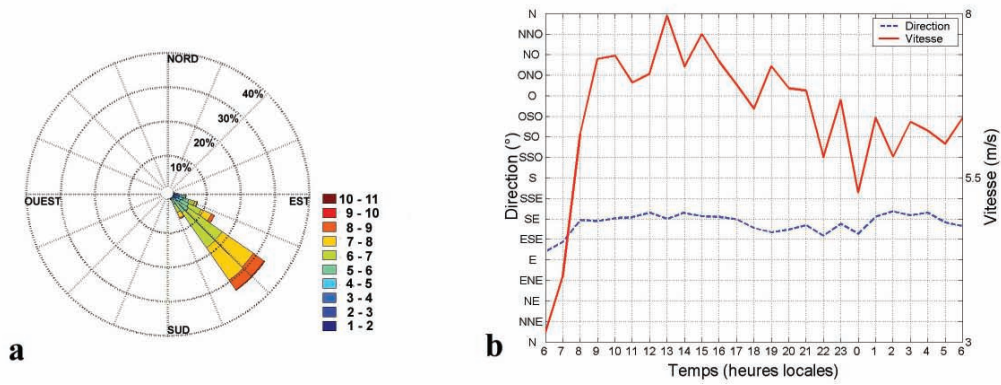 NORD
40%
30%
20%
10%
OUEST
EST
SUD
10 - 11
9 - 10
8 - 9
7 - 8
6 - 7
5 - 6
4 - 5
3 - 4
2 - 3
1 - 2
a
N
NNO
NO
ONO
O
OSO
SO
SSO
S
SSE
SE
ESE
E
ENE
NE
NNE
N
Direction (°)
Direction
Vitesse
8
5.5
3
Vitesse (m/s)
6 7 8 9 10 11 12 13 14 15 16 17 18 19 20 21 22 23 0 1 2 3 4 5 6
Temps (heures locales)
b